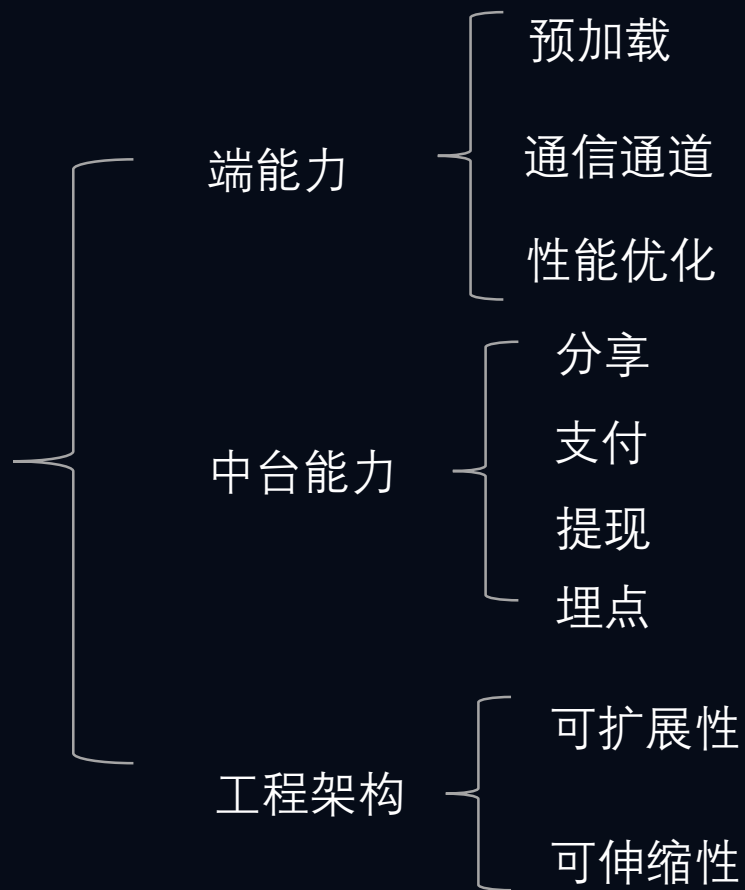 端能力
预加载
通信通道
性能优化
中台能力
分享
支付
提现
埋点
工程架构
可扩展性
可伸缩性